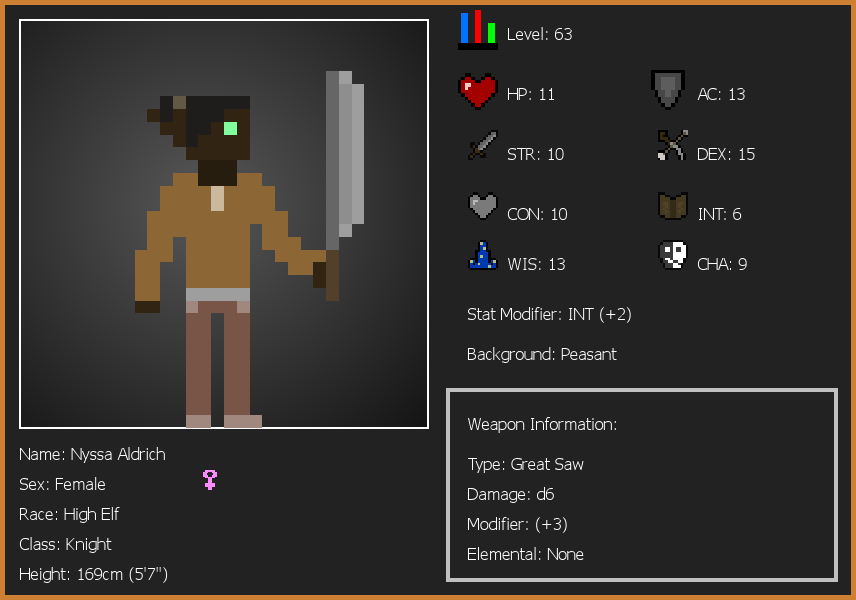 Level: 63
HP: 11
AC: 13
STR: 10
DEX: 15
CON: 10
INT: 6
WIS: 13
CHA: 9
Stat Modifier: INT (+2)
Background: Peasant
Weapon Information:
Type: Great Saw
Damage: d6
Modifier: (+3)
Elemental: None
Name: Nyssa Aldrich
Sex: Female
Race: High Elf
Class: Knight
Height: 169cm (5'7")